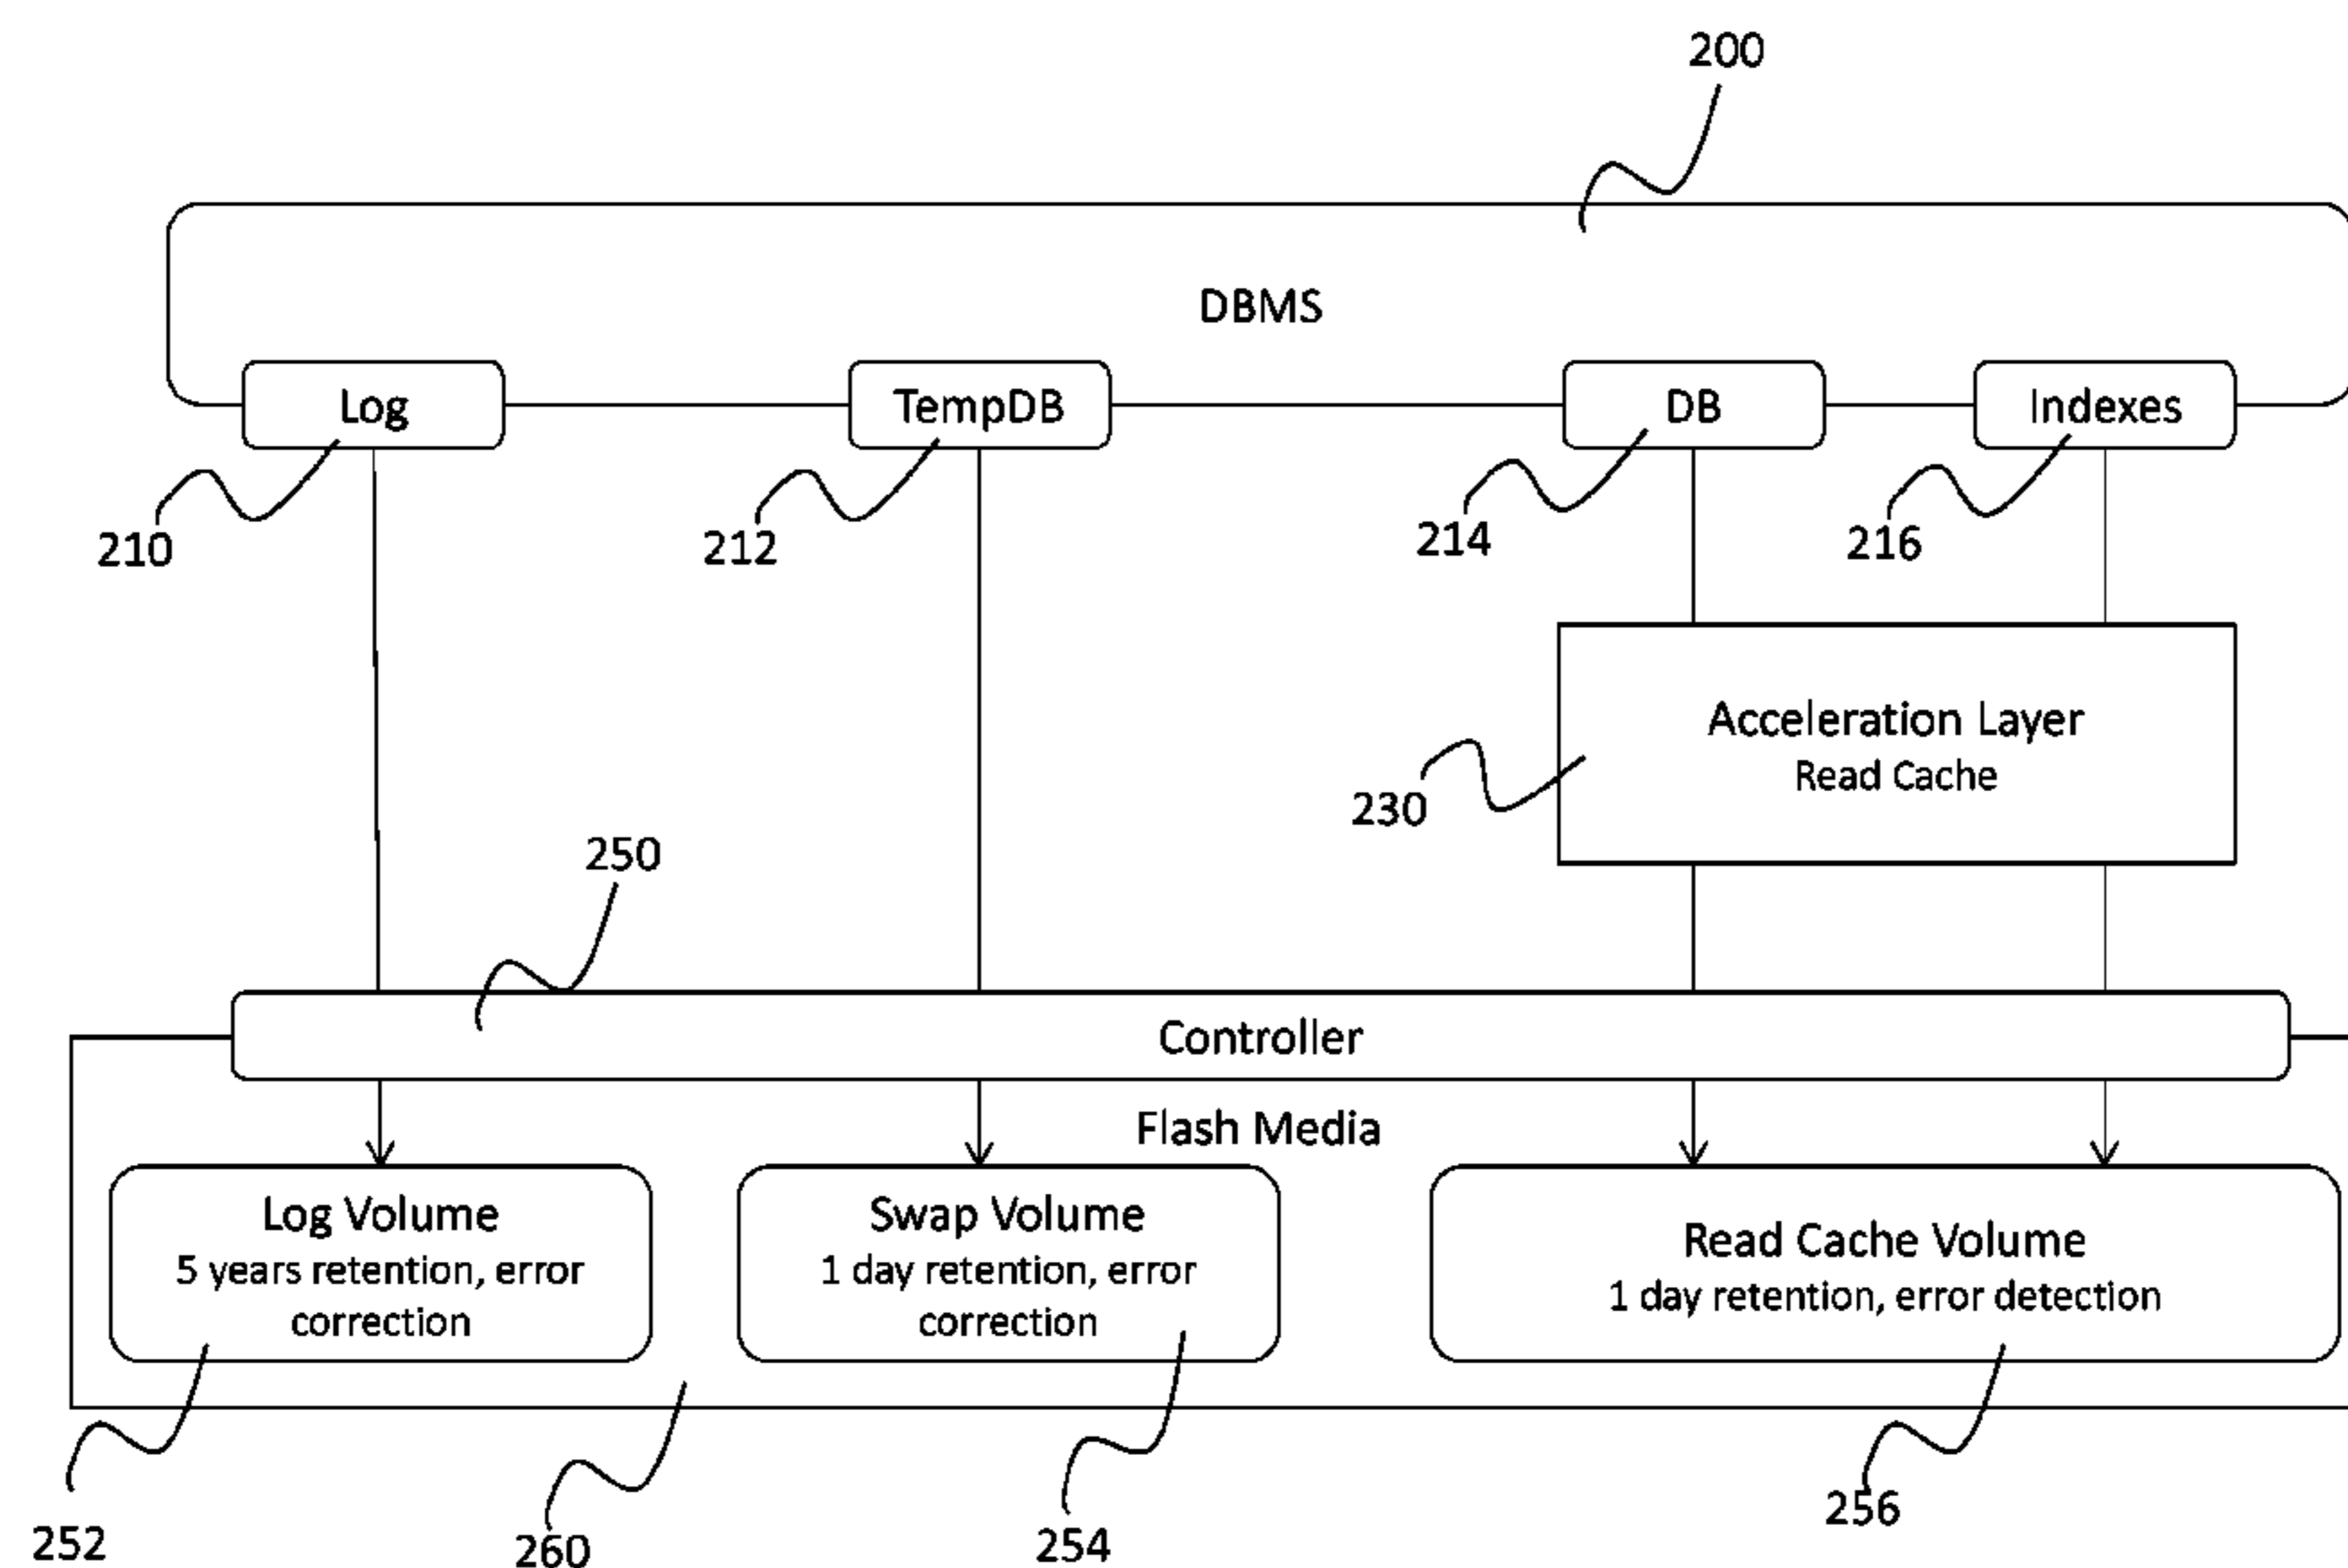 200
DBMS
Log
TempDB
DB
Indexes
210
212
214
216
Acceleration Layer
Read Cache
230
250
Controller
Flash Media
Log Volume
5 years retention, error
correction
Swap Volume
1 day retention, error
correction
Read Cache Volume
1 day retention, error detection
252
260
254
256